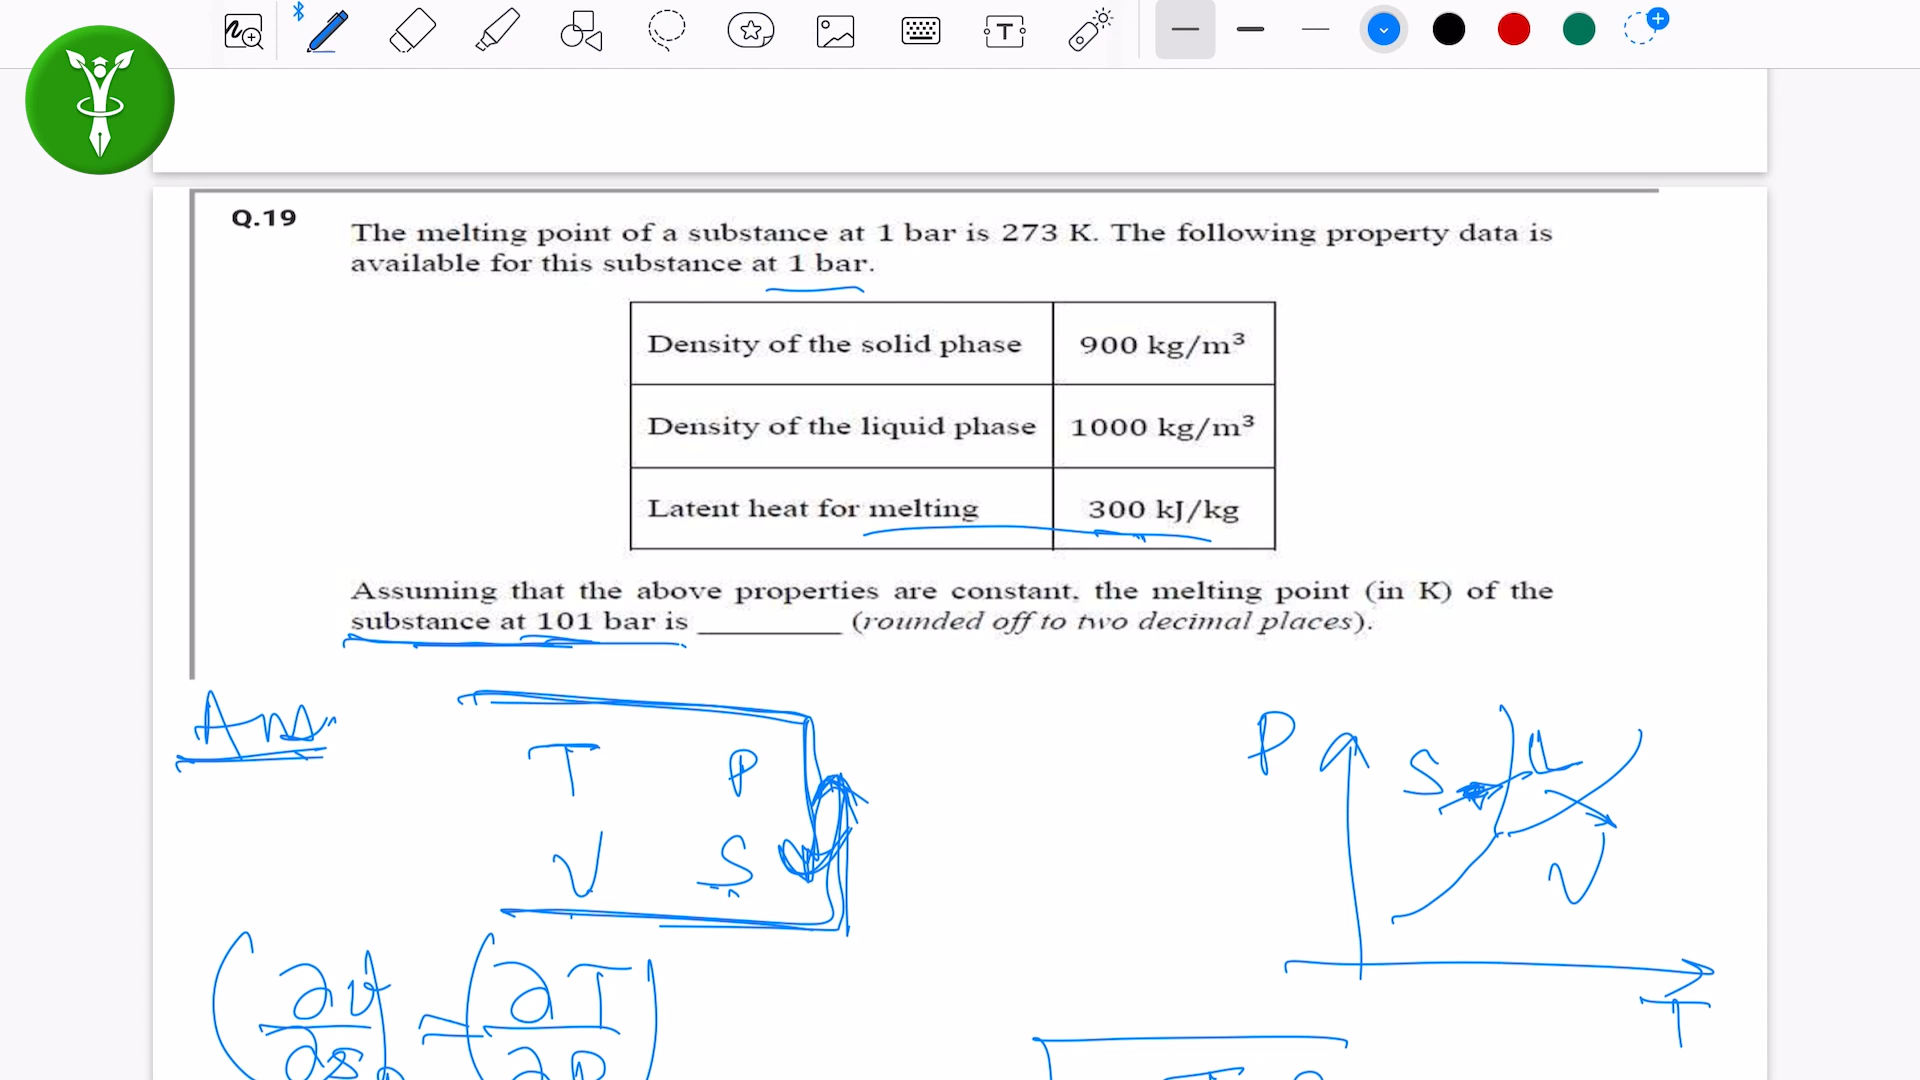 Q.19
The melting point of a substance at 1 bar is 273 K. The following property data is
available for this substance at 1 bar.
Density of the solid phase 900 kg/m³
Density of the liquid phase 1000 kg/m³
Latent heat for melting 300 kJ/kg
Assuming that the above properties are constant, the melting point (in K) of the
substance at 101 bar is __________ (rounded off to two decimal places).
Ans.
T P
V S
P
S L
V
T
(∂v/∂s)p = (∂T/∂P)
T